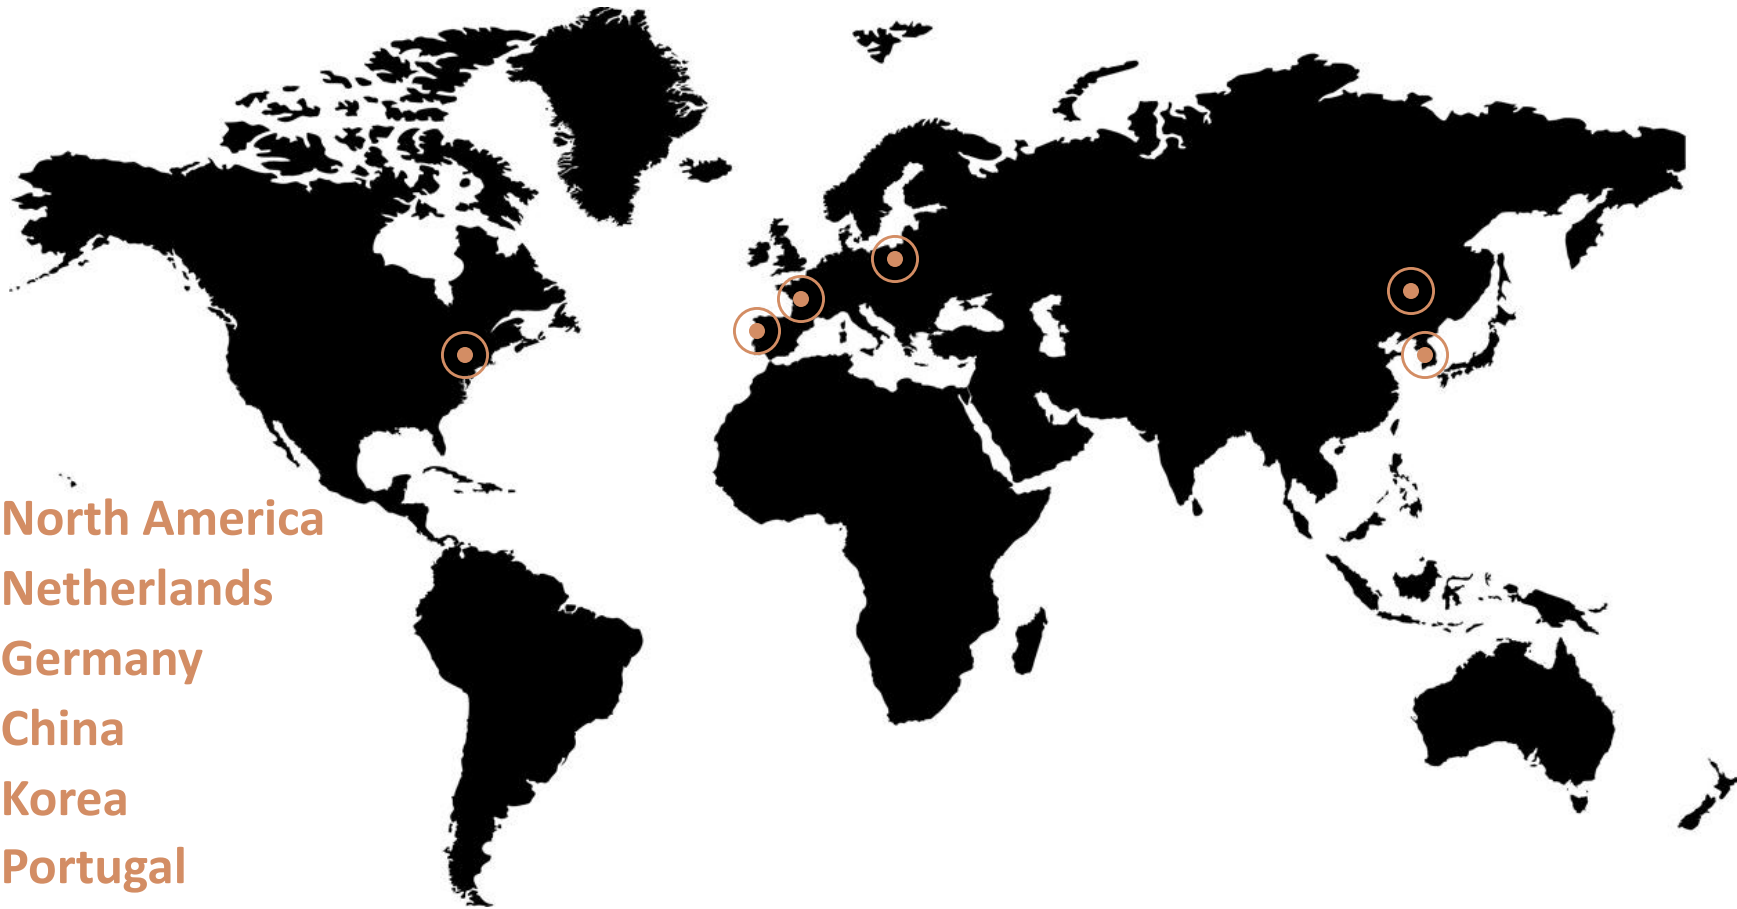 North America
Netherlands
Germany
China
Korea
Portugal